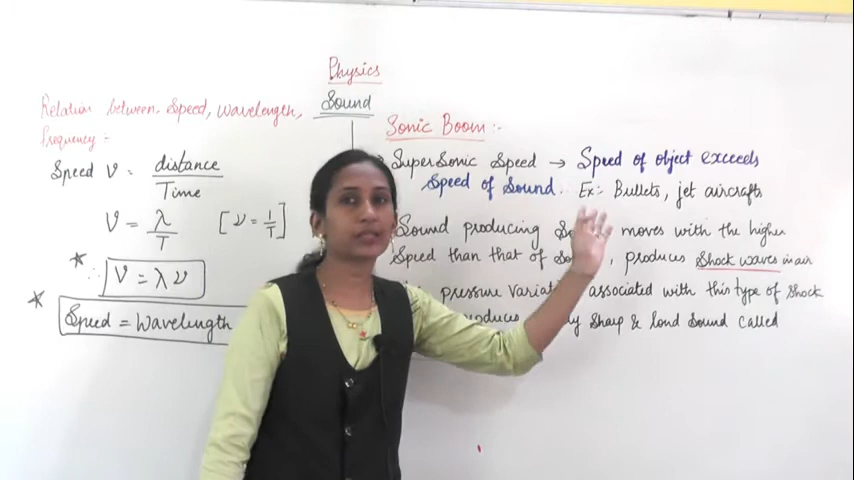 Physics
Sound
Relation between Speed, Wavelength,
frequency:-
Speed V = distance
Time
V = λ
T
[ν = 1
T]
* ∴ V = λν
* Speed = Wavelength
Sonic Boom:-
SuperSonic Speed → Speed of object exceeds
Speed of Sound. Ex:- Bullets, jet aircrafts
Sound producing moves with the higher
Speed than that of, produces Shock waves in air
pressure associated with this type of Shock
Sharp & loud Sound called